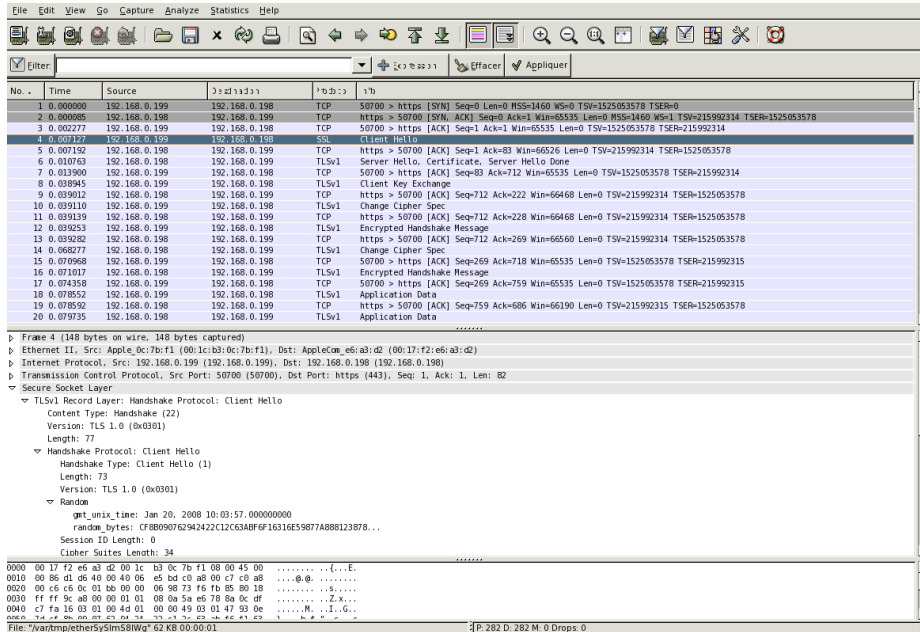 File Edit View Go Capture Analyze Statistics Help
Filter: Effacer Appliquer
No. . Time Source
1 0.000000 192.168.0.199 192.168.0.198 TCP 50700 > https [SYN] Seq=0 Len=0 MSS=1460 WS=0 TSV=1525053578 TSER=0
2 0.000085 192.168.0.198 192.168.0.199 TCP https > 50700 [SYN, ACK] Seq=0 Ack=1 Win=65535 Len=0 MSS=1460 WS=1 TSV=215992314 TSER=1525053578
3 0.002277 192.168.0.199 192.168.0.198 TCP 50700 > https [ACK] Seq=1 Ack=1 Win=65535 Len=0 TSV=1525053578 TSER=215992314
4 0.007127 192.168.0.199 192.168.0.198 SSL Client Hello
5 0.007192 192.168.0.198 192.168.0.199 TCP https > 50700 [ACK] Seq=1 Ack=83 Win=66526 Len=0 TSV=215992314 TSER=1525053578
6 0.010763 192.168.0.198 192.168.0.199 TLSv1 Server Hello, Certificate, Server Hello Done
7 0.013900 192.168.0.199 192.168.0.198 TCP 50700 > https [ACK] Seq=83 Ack=712 Win=65535 Len=0 TSV=1525053578 TSER=215992314
8 0.038945 192.168.0.199 192.168.0.198 TLSv1 Client Key Exchange
9 0.039012 192.168.0.198 192.168.0.199 TCP https > 50700 [ACK] Seq=712 Ack=222 Win=66468 Len=0 TSV=215992314 TSER=1525053578
10 0.039110 192.168.0.199 192.168.0.198 TLSv1 Change Cipher Spec
11 0.039139 192.168.0.198 192.168.0.199 TCP https > 50700 [ACK] Seq=712 Ack=228 Win=66468 Len=0 TSV=215992314 TSER=1525053578
12 0.039253 192.168.0.199 192.168.0.198 TLSv1 Encrypted Handshake Message
13 0.039282 192.168.0.198 192.168.0.199 TCP https > 50700 [ACK] Seq=712 Ack=269 Win=66560 Len=0 TSV=215992314 TSER=1525053578
14 0.068277 192.168.0.198 192.168.0.199 TLSv1 Change Cipher Spec
15 0.070968 192.168.0.199 192.168.0.198 TCP 50700 > https [ACK] Seq=269 Ack=718 Win=65535 Len=0 TSV=1525053578 TSER=215992315
16 0.071017 192.168.0.198 192.168.0.199 TLSv1 Encrypted Handshake Message
17 0.074358 192.168.0.199 192.168.0.198 TCP 50700 > https [ACK] Seq=269 Ack=759 Win=65535 Len=0 TSV=1525053578 TSER=215992315
18 0.078552 192.168.0.199 192.168.0.198 TLSv1 Application Data
19 0.078592 192.168.0.198 192.168.0.199 TCP https > 50700 [ACK] Seq=759 Ack=686 Win=66190 Len=0 TSV=215992315 TSER=1525053578
20 0.079735 192.168.0.198 192.168.0.199 TLSv1 Application Data
Frame 4 (148 bytes on wire, 148 bytes captured)
Ethernet II, Src: Apple_0c:7b:f1 (00:1c:b3:0c:7b:f1), Dst: AppleCom_e6:a3:d2 (00:17:f2:e6:a3:d2)
Internet Protocol, Src: 192.168.0.199 (192.168.0.199), Dst: 192.168.0.198 (192.168.0.198)
Transmission Control Protocol, Src Port: 50700 (50700), Dst Port: https (443), Seq: 1, Ack: 1, Len: 82
Secure Socket Layer
TLSv1 Record Layer: Handshake Protocol: Client Hello
Content Type: Handshake (22)
Version: TLS 1.0 (0x0301)
Length: 77
Handshake Protocol: Client Hello
Handshake Type: Client Hello (1)
Length: 73
Version: TLS 1.0 (0x0301)
Random
gmt_unix_time: Jan 20, 2008 10:03:57.000000000
random_bytes: CF8B090762942422C12C63ABF6F16316E59877A888123878...
Session ID Length: 0
Cipher Suites Length: 34
0000 00 17 f2 e6 a3 d2 00 1c b3 0c 7b f1 08 00 45 00 ........ ..{...E.
0010 00 86 d1 d6 40 00 40 06 e5 bd c0 a8 00 c7 c0 a8 ....@.@. ........
0020 00 c6 c6 0c 01 bb 00 00 06 98 73 f6 fb 85 80 18 ........ ..s.....
0030 ff ff 9c a8 00 00 01 01 08 0a 5a e6 78 8a 0c df ........ ..Z.x...
0040 c7 fa 16 03 01 00 4d 01 00 00 49 03 01 47 93 0e ......M. ..I..G..
File: "/var/tmp/etherSySImS8IWg" 62 KB 00:00:01 P: 282 D: 282 M: 0 Drops: 0